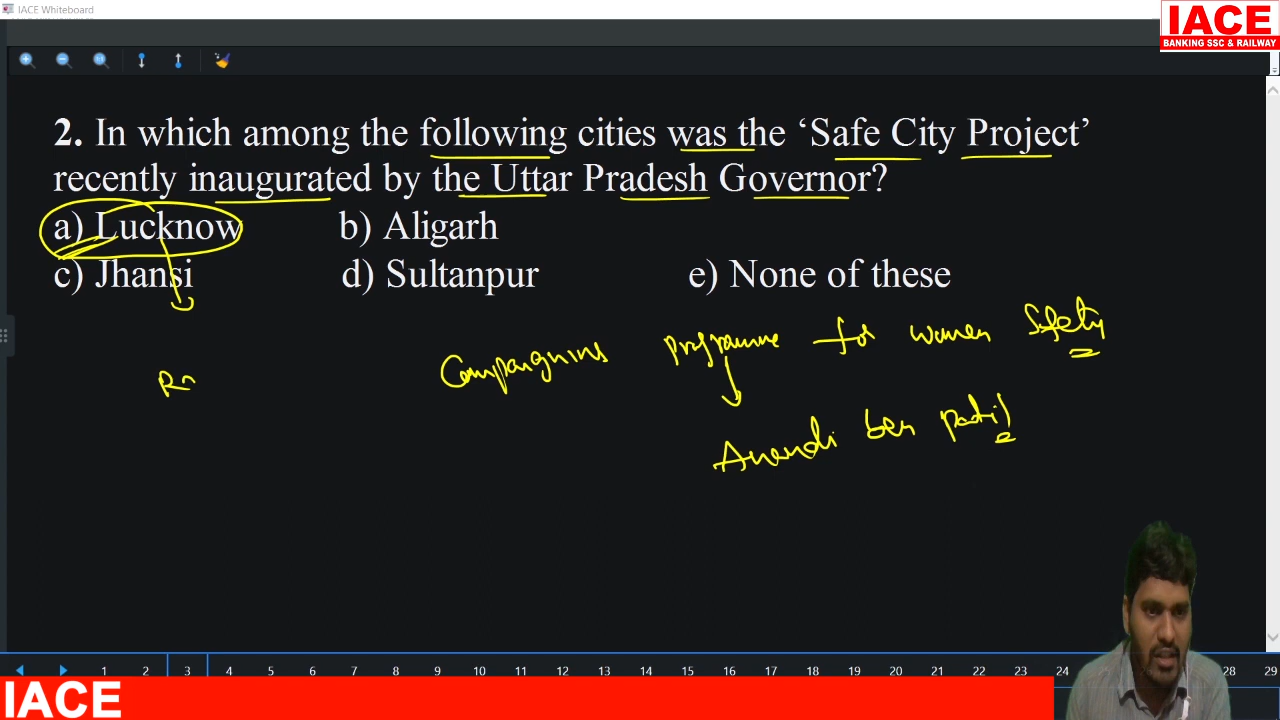 IACE Whiteboard
IACE
BANKING SSC & RAILWAY
2. In which among the following cities was the ‘Safe City Project’
recently inaugurated by the Uttar Pradesh Governor?
a) Lucknow b) Aligarh
c) Jhansi d) Sultanpur e) None of these
programme for women Safety
Anandi ben patil
1 2 3 4 5 6 7 8 9 10 11 12 13 14 15 16 17 18 19 20 21 22 23 24 28 29
IACE